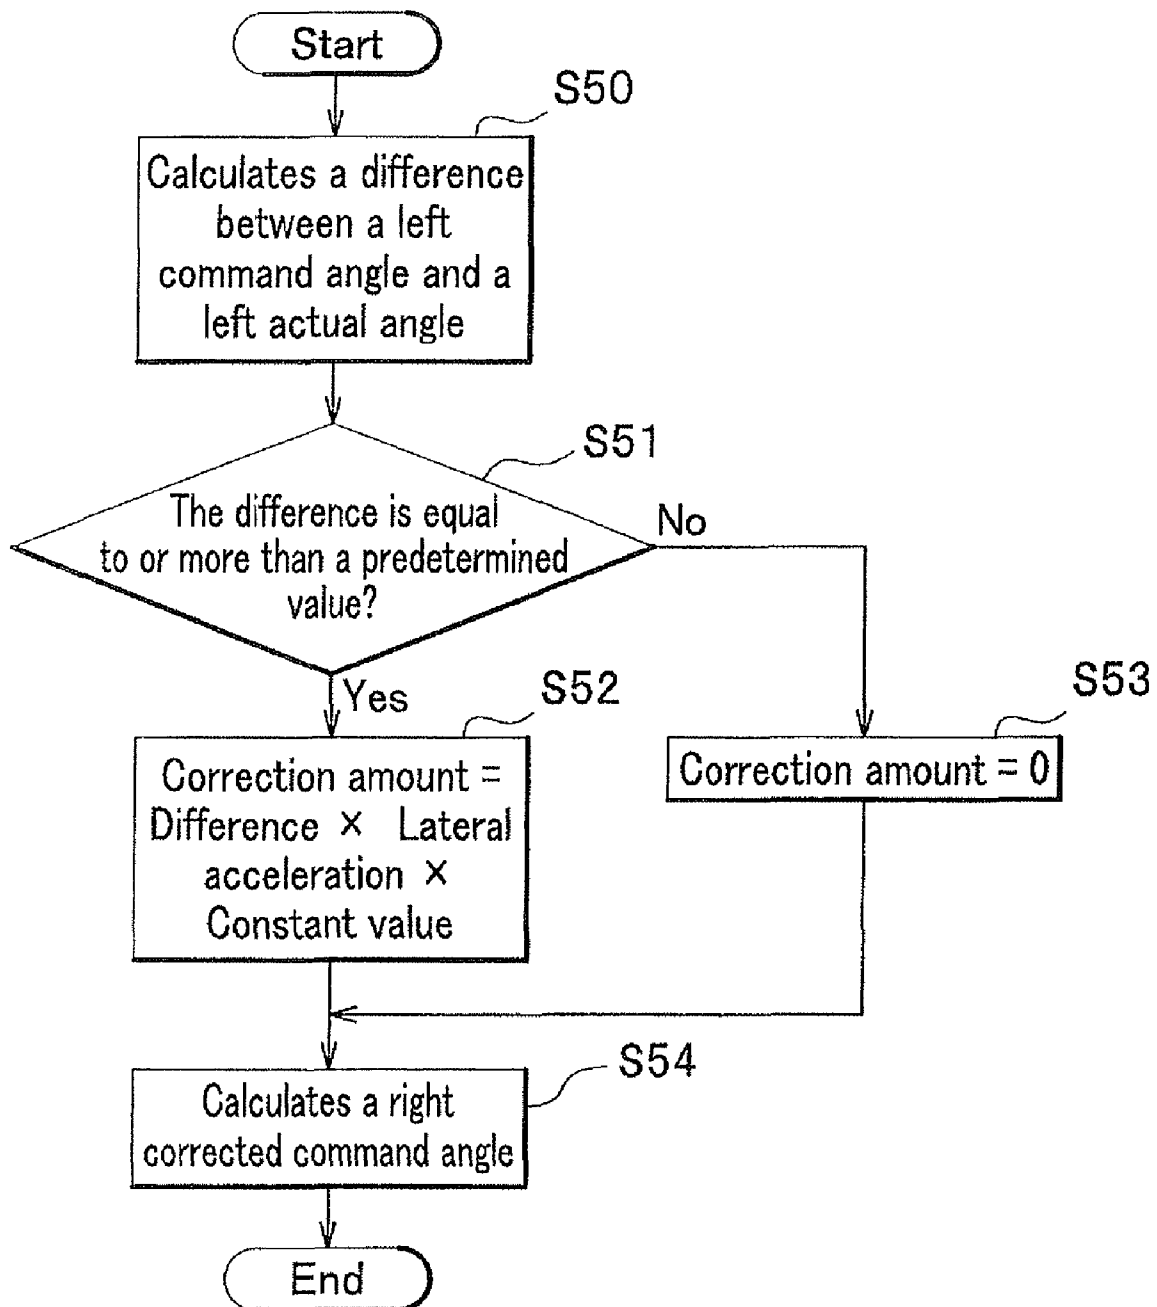 Start
S50
Calculates a difference
between a left
command angle and a
left actual angle
S51
The difference is equal
to or more than a predetermined
value?
No
Yes
S52
Correction amount =
Difference × Lateral
acceleration ×
Constant value
S53
Correction amount = 0
S54
Calculates a right
corrected command angle
End